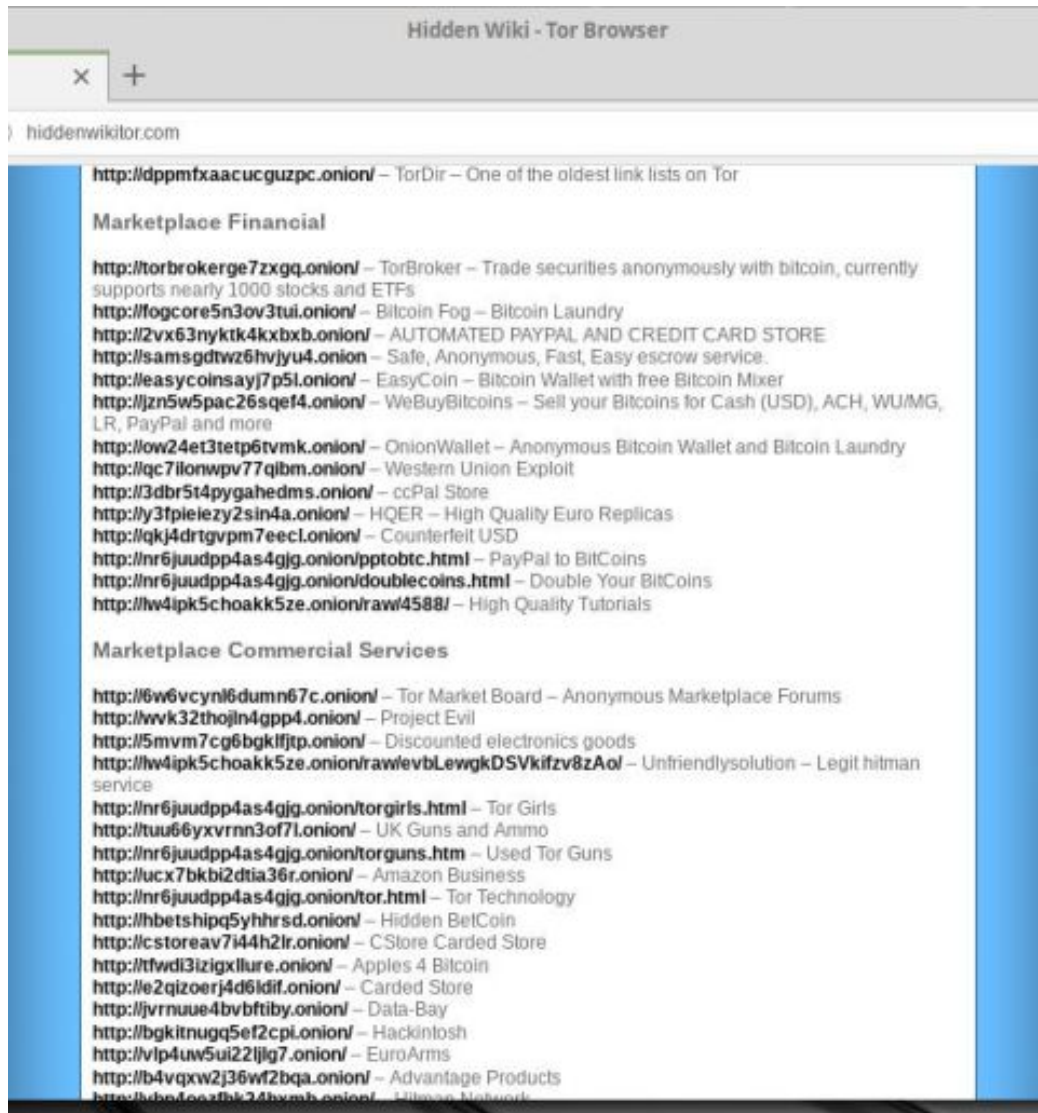 Hidden Wiki - Tor Browser
hiddenwikitor.com
http://dppmfxaacucguzpc.onion/ – TorDir – One of the oldest link lists on Tor
Marketplace Financial
http://torbrokerge7zxgq.onion/ – TorBroker – Trade securities anonymously with bitcoin, currently
supports nearly 1000 stocks and ETFs
http://fogcore5n3ov3tui.onion/ – Bitcoin Fog – Bitcoin Laundry
http://2vx63nyktk4kxbxb.onion/ – AUTOMATED PAYPAL AND CREDIT CARD STORE
http://samsgdtwz6hvjyu4.onion – Safe, Anonymous, Fast, Easy escrow service.
http://easycoinsayj7p5l.onion/ – EasyCoin – Bitcoin Wallet with free Bitcoin Mixer
http://jzn5w5pac26sqef4.onion/ – WeBuyBitcoins – Sell your Bitcoins for Cash (USD), ACH, WU/MG,
LR, PayPal and more
http://ow24et3tetp6tvmk.onion/ – OnionWallet – Anonymous Bitcoin Wallet and Bitcoin Laundry
http://qc7ilonwpv77qibm.onion/ – Western Union Exploit
http://3dbr5t4pygahedms.onion/ – ccPal Store
http://y3fpieiezy2sin4a.onion/ – HQER – High Quality Euro Replicas
http://qkj4drtgvpm7eecl.onion/ – Counterfeit USD
http://nr6juudpp4as4gjg.onion/pptobtc.html – PayPal to BitCoins
http://nr6juudpp4as4gjg.onion/doublecoins.html – Double Your BitCoins
http://lw4ipk5choakk5ze.onion/raw/4588/ – High Quality Tutorials
Marketplace Commercial Services
http://6w6vcynl6dumn67c.onion/ – Tor Market Board – Anonymous Marketplace Forums
http://wvk32thojln4gpp4.onion/ – Project Evil
http://5mvm7cg6bgklfjtp.onion/ – Discounted electronics goods
http://lw4ipk5choakk5ze.onion/raw/evbLewgkDSVkifzv8zAo/ – Unfriendlysolution – Legit hitman
service
http://nr6juudpp4as4gjg.onion/torgirls.html – Tor Girls
http://tuu66yxvrnn3of7l.onion/ – UK Guns and Ammo
http://nr6juudpp4as4gjg.onion/torguns.htm – Used Tor Guns
http://ucx7bkbi2dtia36r.onion/ – Amazon Business
http://nr6juudpp4as4gjg.onion/tor.html – Tor Technology
http://hbetshipq5yhhrsd.onion/ – Hidden BetCoin
http://cstoreav7i44h2lr.onion/ – CStore Carded Store
http://tfwdi3izigxllure.onion/ – Apples 4 Bitcoin
http://e2qizoerj4d6ldif.onion/ – Carded Store
http://jvrnuue4bvbftiby.onion/ – Data-Bay
http://bgkitnugq5ef2cpi.onion/ – Hackintosh
http://vlp4uw5ui22ljlg7.onion/ – EuroArms
http://b4vqxw2j36wf2bqa.onion/ – Advantage Products
– Hitman Network